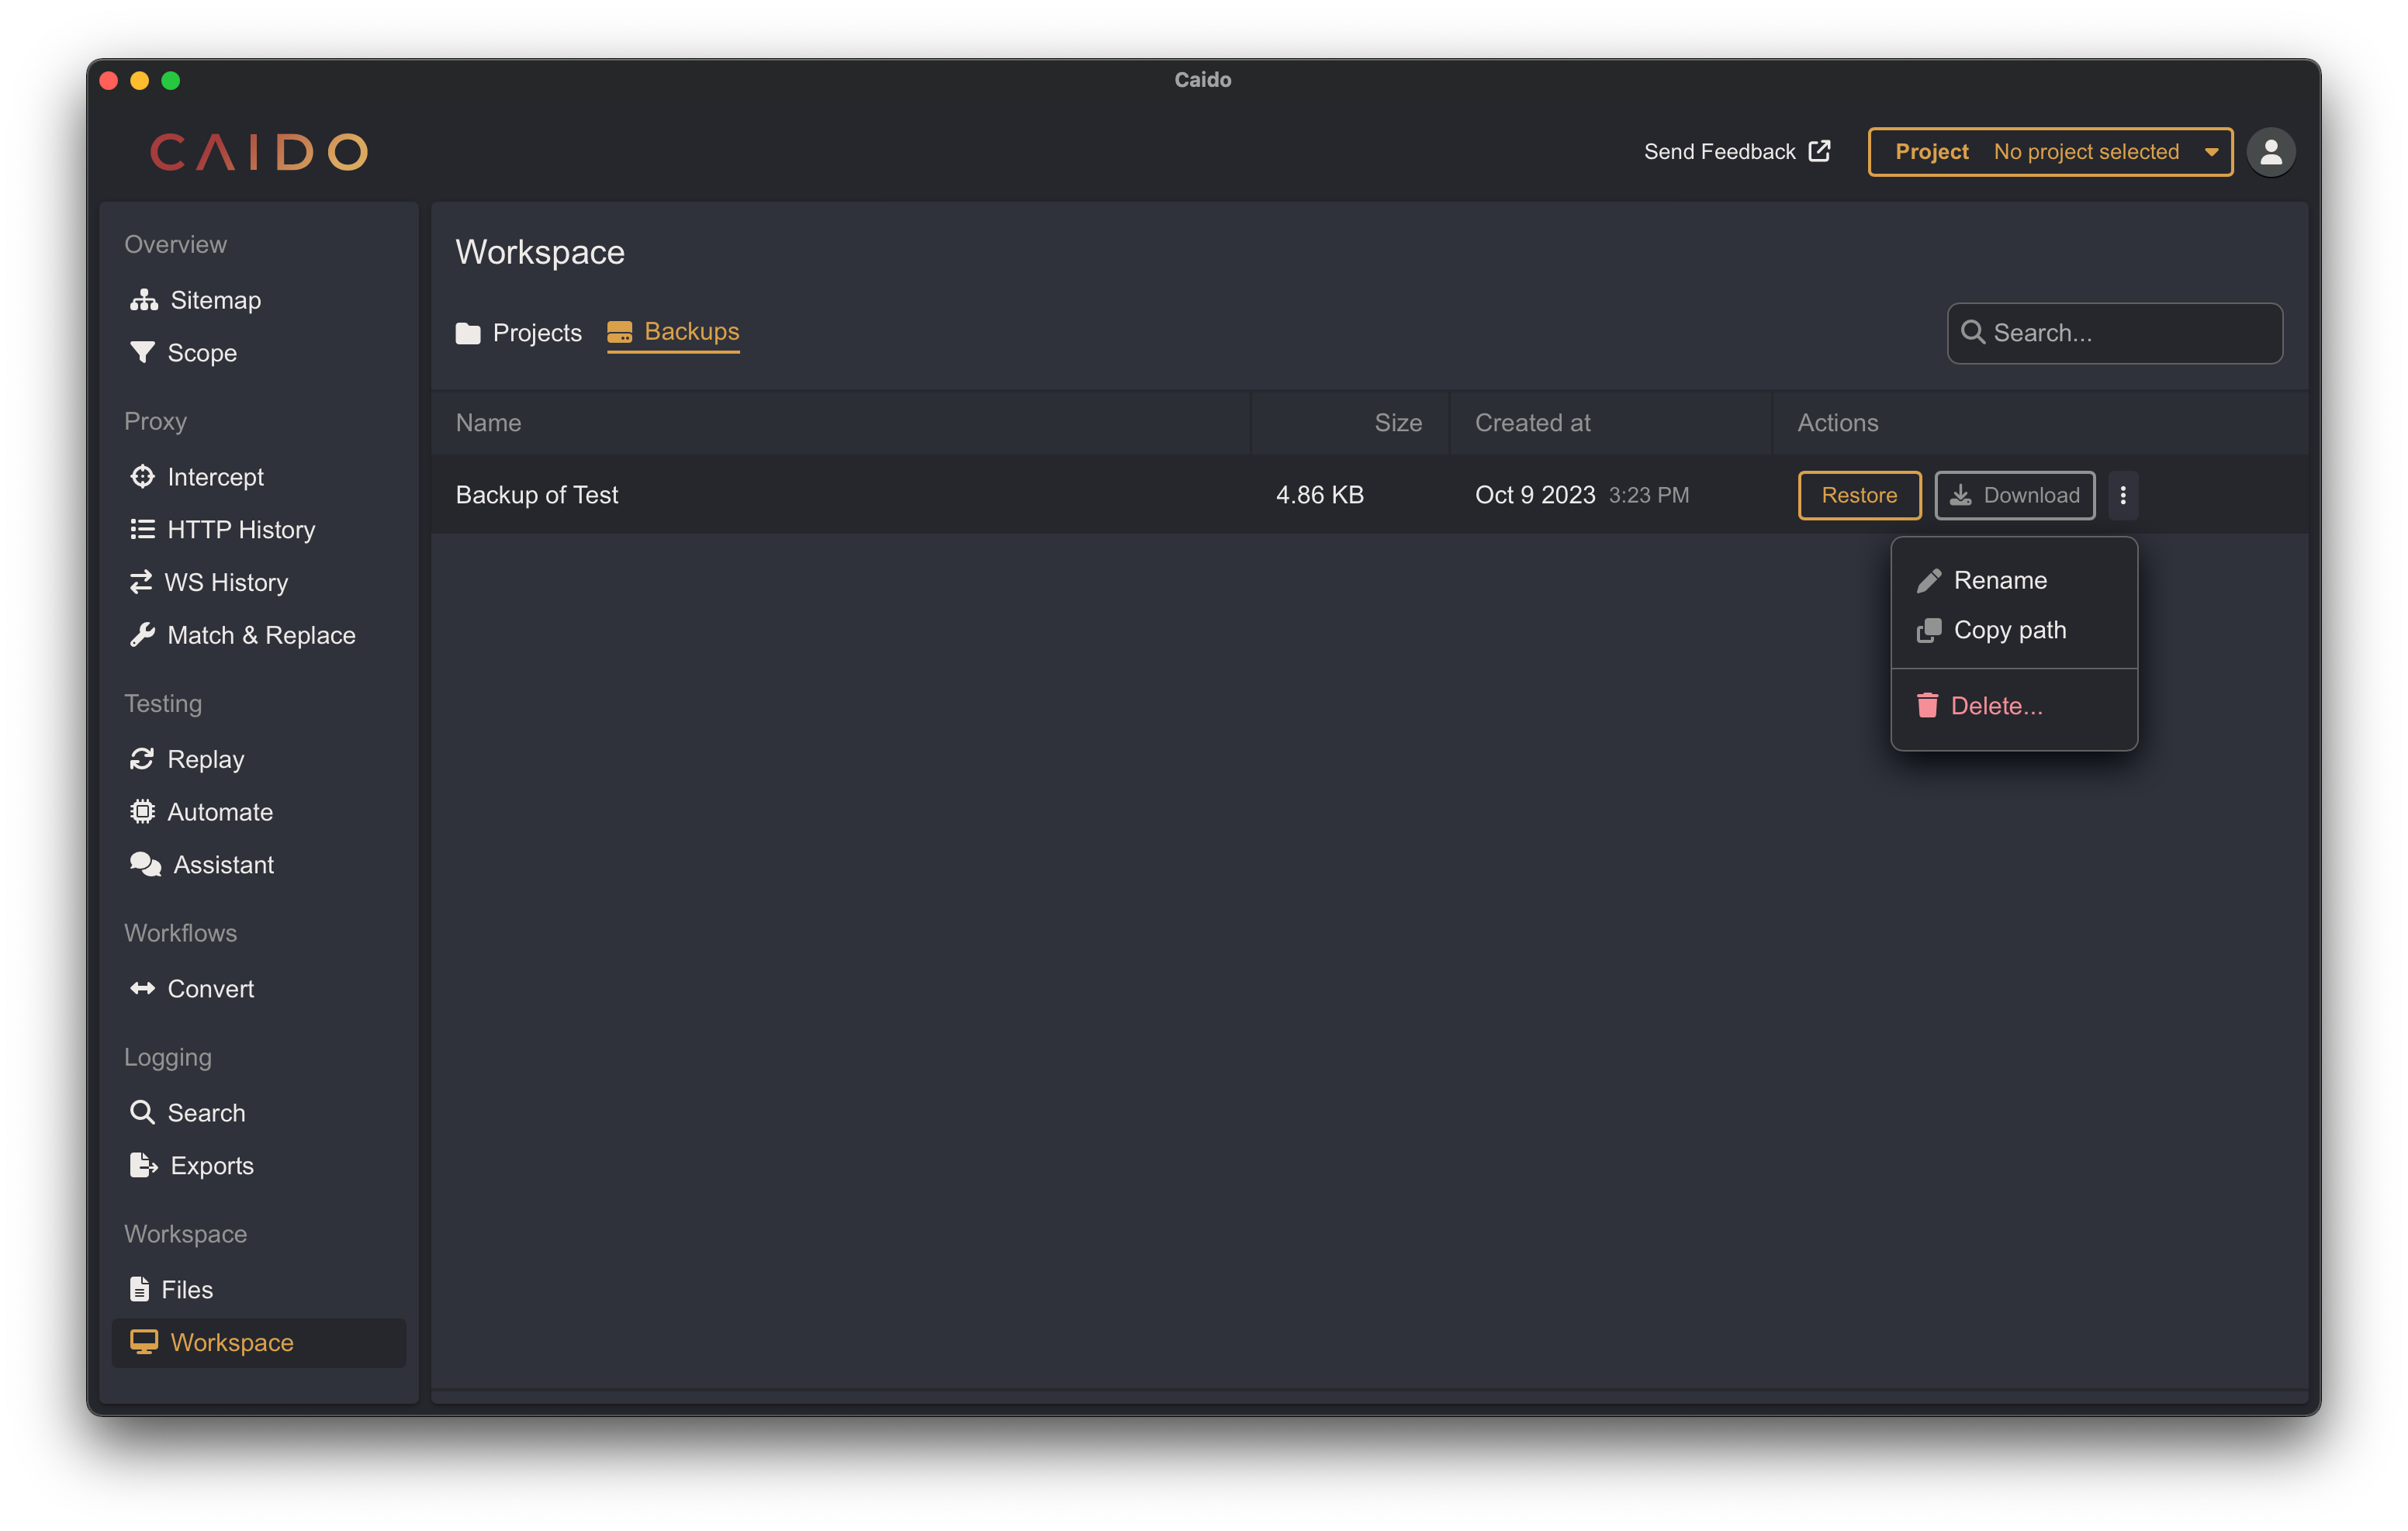 Caido
CAIDO
Send Feedback
Project No project selected
Overview
Sitemap
Scope
Proxy
Intercept
HTTP History
WS History
Match & Replace
Testing
Replay
Automate
Assistant
Workflows
Convert
Logging
Search
Exports
Workspace
Files
Workspace
Workspace
Projects Backups
Search...
Name Size Created at Actions
Backup of Test 4.86 KB Oct 9 2023 3:23 PM Restore Download
Rename
Copy path
Delete...